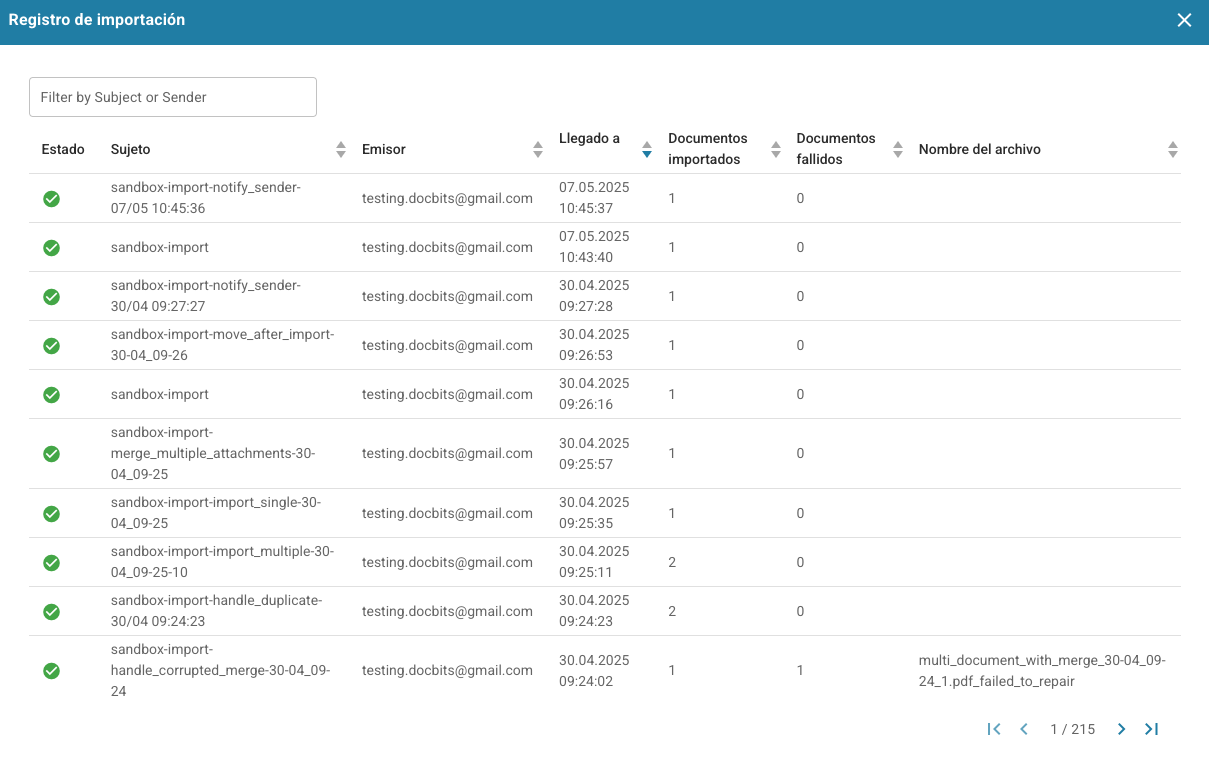 Registro de importación
Filter by Subject or Sender
Estado
Sujeto
Emisor
Llegado a
Documentos
importados
Documentos
fallidos
Nombre del archivo
sandbox-import-notify_sender-
07/05 10:45:36
testing.docbits@gmail.com
07.05.2025
10:45:37
1
0
sandbox-import
testing.docbits@gmail.com
07.05.2025
10:43:40
1
0
sandbox-import-notify_sender-
30/04 09:27:27
testing.docbits@gmail.com
30.04.2025
09:27:28
1
0
sandbox-import-move_after_import-
30-04_09-26
testing.docbits@gmail.com
30.04.2025
09:26:53
1
0
sandbox-import
testing.docbits@gmail.com
30.04.2025
09:26:16
1
0
sandbox-import-
merge_multiple_attachments-30-
04_09-25
testing.docbits@gmail.com
30.04.2025
09:25:57
1
0
sandbox-import-import_single-30-
04_09-25
testing.docbits@gmail.com
30.04.2025
09:25:35
1
0
sandbox-import-import_multiple-30-
04_09-25-10
testing.docbits@gmail.com
30.04.2025
09:25:11
2
0
sandbox-import-handle_duplicate-
30/04 09:24:23
testing.docbits@gmail.com
30.04.2025
09:24:23
2
0
sandbox-import-
handle_corrupted_merge-30-04_09-
24
testing.docbits@gmail.com
30.04.2025
09:24:02
1
1
multi_document_with_merge_30-04_09-
24_1.pdf_failed_to_repair
1 / 215